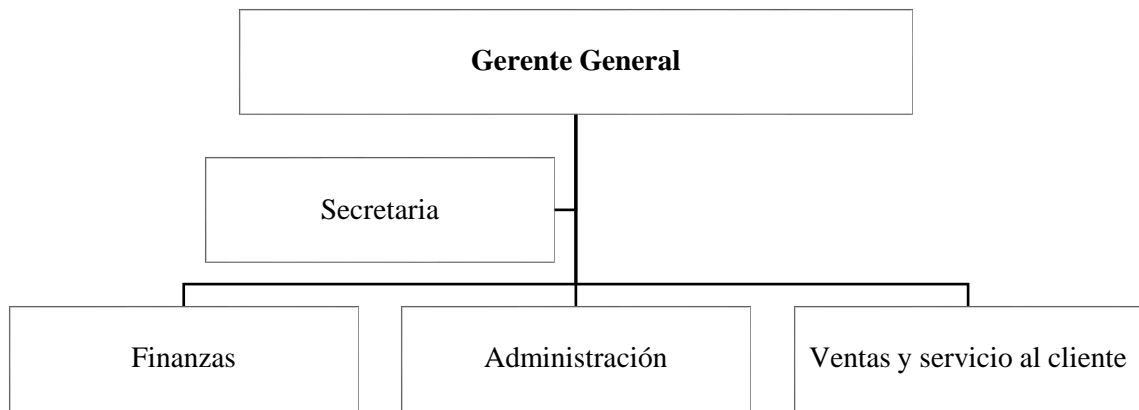 Gerente General
Secretaria
Finanzas
Administración
Ventas y servicio al cliente